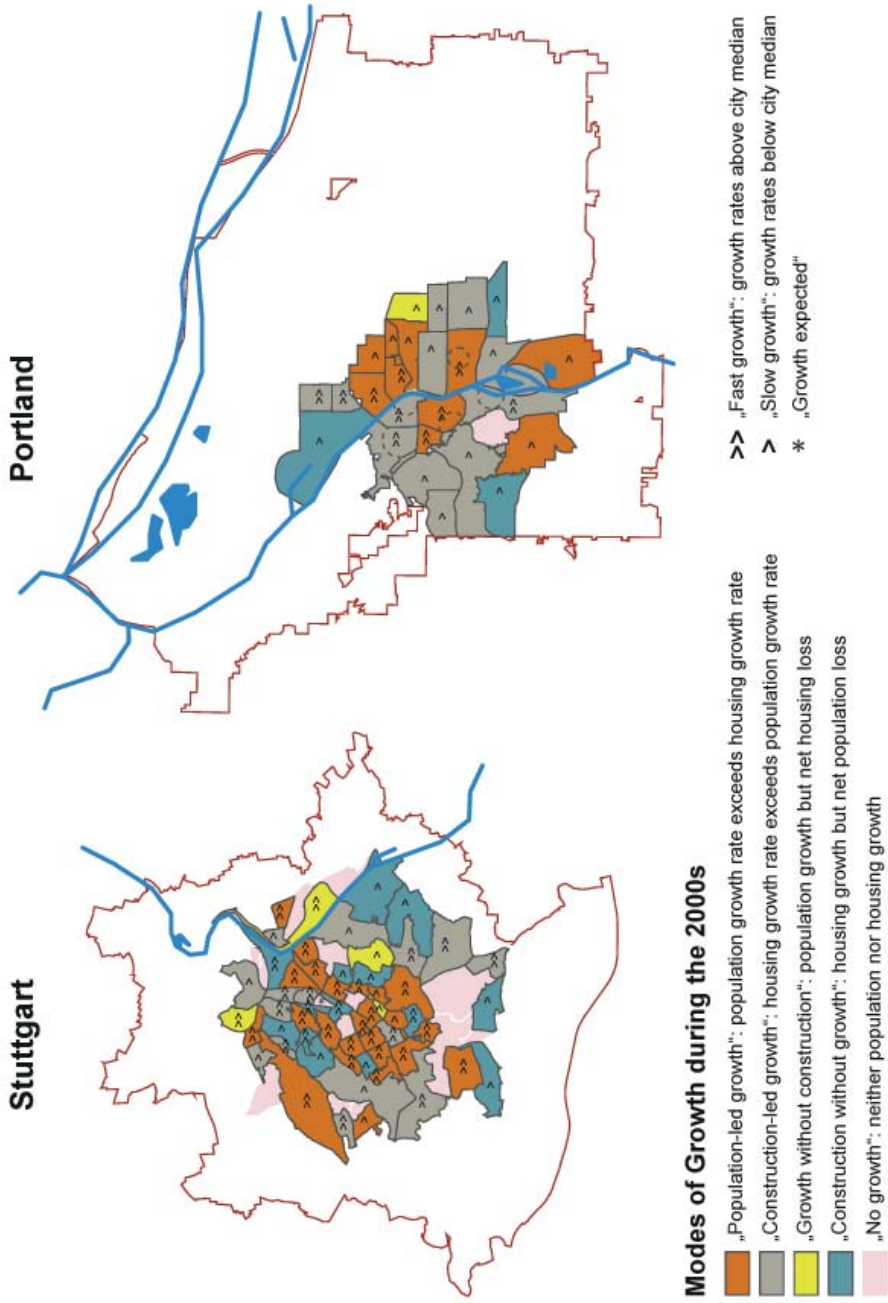 Stuttgart
Portland
Modes of Growth during the 2000s
„Population-led growth“: population growth rate exceeds housing growth rate
„Construction-led growth“: housing growth rate exceeds population growth rate
„Growth without construction“: population growth but net housing loss
„Construction without growth“: housing growth but net population loss
„No growth“: neither population nor housing growth
>> „Fast growth“: growth rates above city median
> „Slow growth“: growth rates below city median
* „Growth expected“